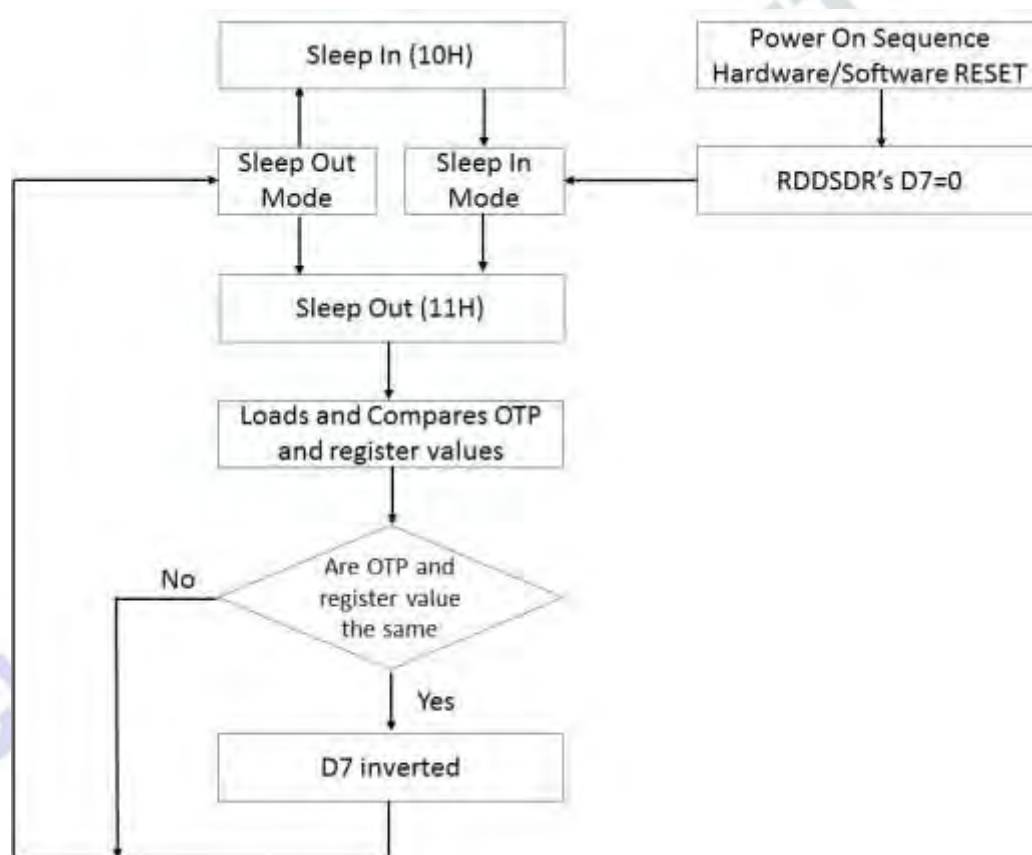 Sleep In (10H)
Power On Sequence
Hardware/Software RESET
Sleep Out
Mode
Sleep In
Mode
RDDSDR's D7=0
Sleep Out (11H)
Loads and Compares OTP
and register values
Are OTP and
register value
the same
No
Yes
D7 inverted